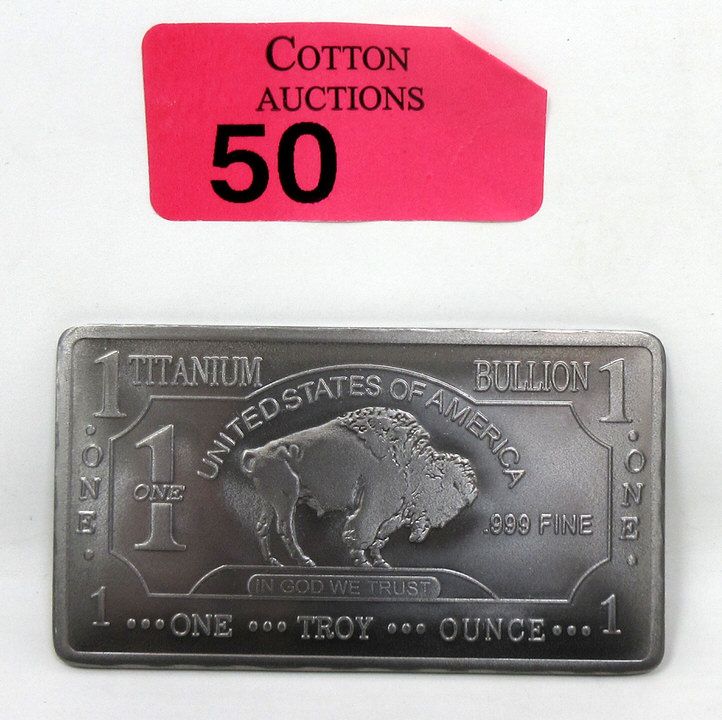 COTTON
AUCTIONS
50
1 TITANIUM BULLION 1
UNITED STATES OF AMERICA
·ONE·
1
ONE
.999 FINE
·ONE·
IN GOD WE TRUST
1 ···ONE ··· TROY ··· OUNCE··· 1